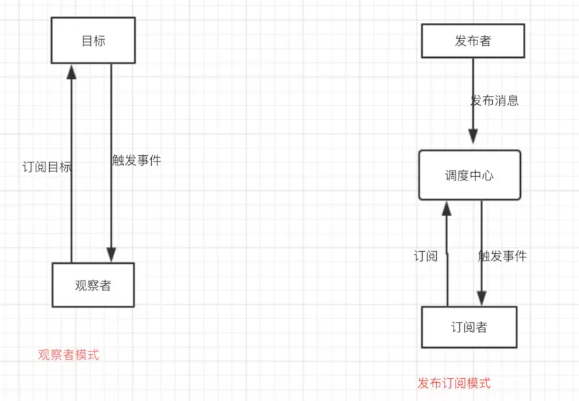 目标
订阅目标
触发事件
观察者
观察者模式
发布者
发布消息
调度中心
订阅
触发事件
订阅者
发布订阅模式